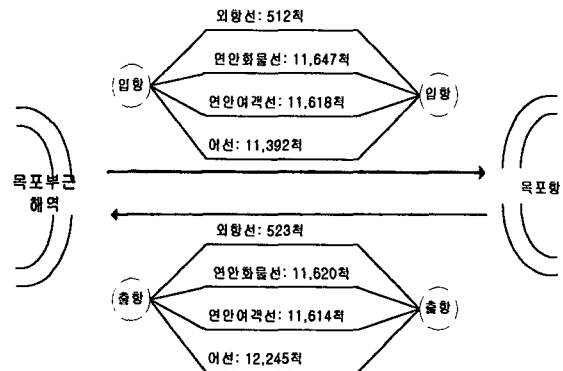 외항선: 512척
연안화물선: 11,647척
입항
입항
연안여객선: 11,618척
어선: 11,392척
목포부근
해역
목포항
외항선: 523척
연안화물선: 11,620척
출항
출항
연안여객선: 11,614척
어선: 12,245척